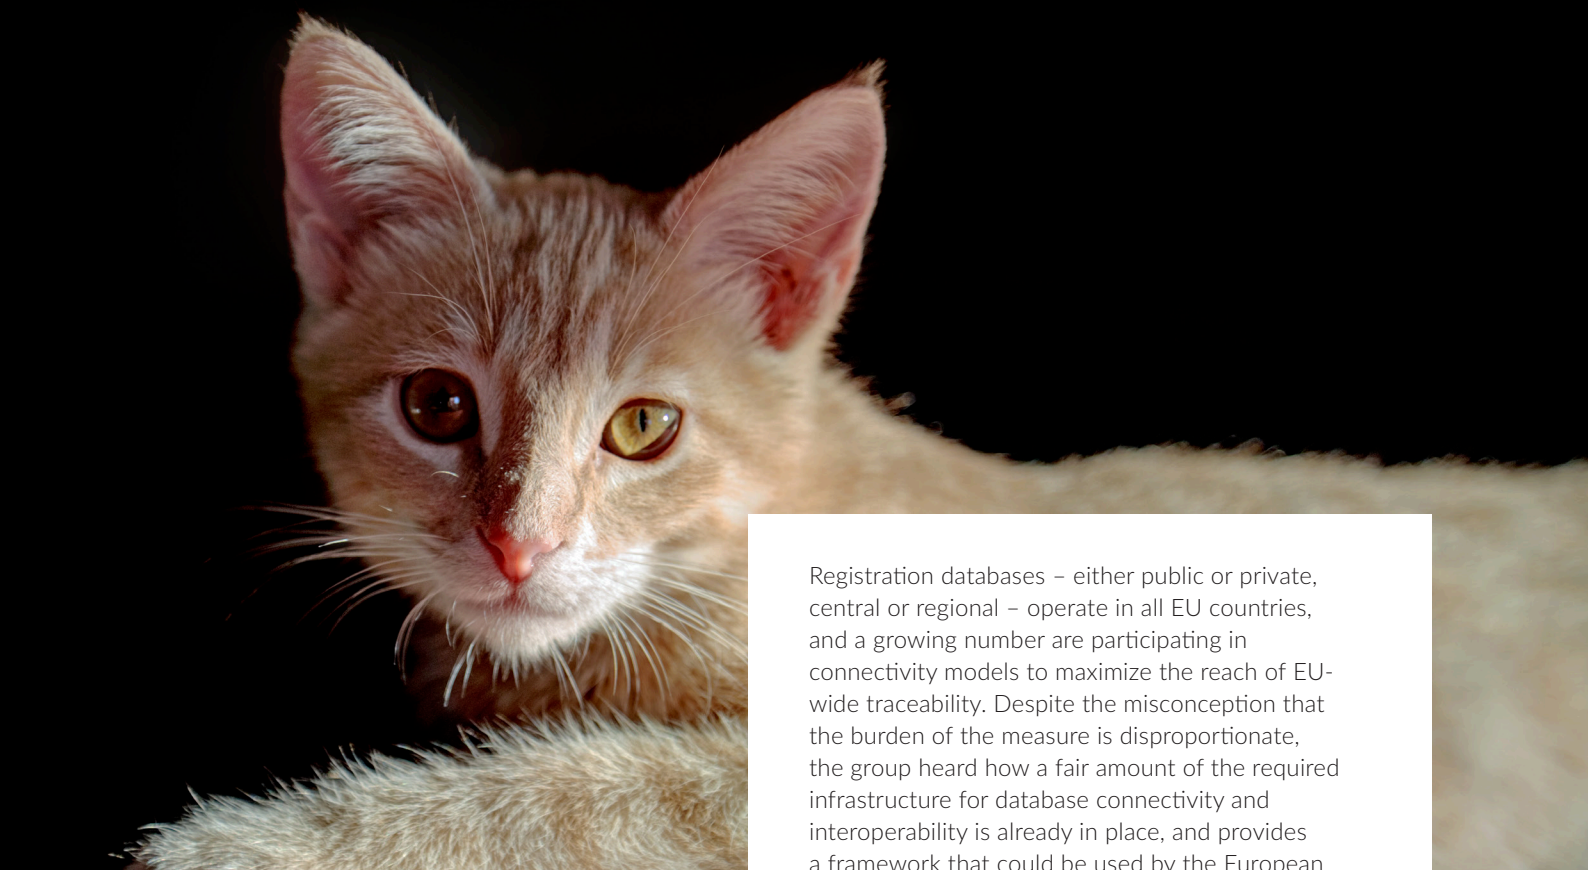 Registration databases – either public or private,
central or regional – operate in all EU countries,
and a growing number are participating in
connectivity models to maximize the reach of EU-
wide traceability. Despite the misconception that
the burden of the measure is disproportionate,
the group heard how a fair amount of the required
infrastructure for database connectivity and
interoperability is already in place, and provides
a framework that could be used by the European